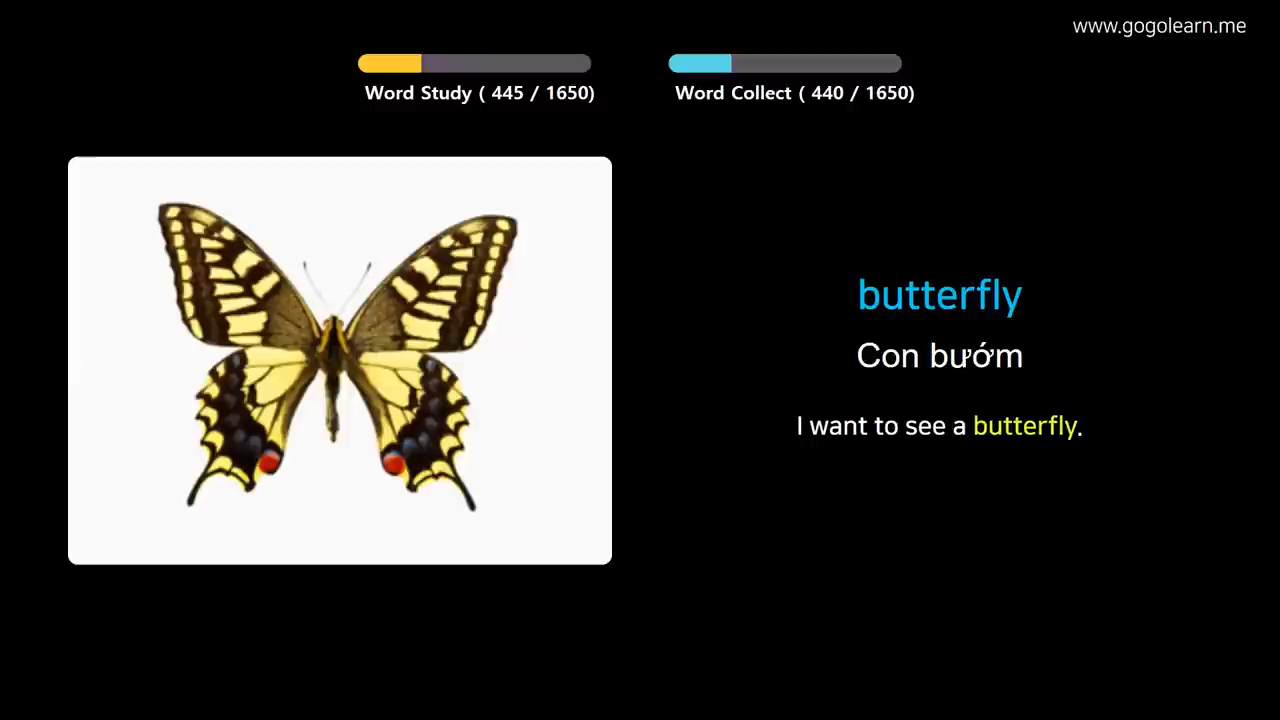 www.gogolearn.me
Word Study ( 445 / 1650)
Word Collect ( 440 / 1650)
butterfly
Con bướm
I want to see a butterfly.